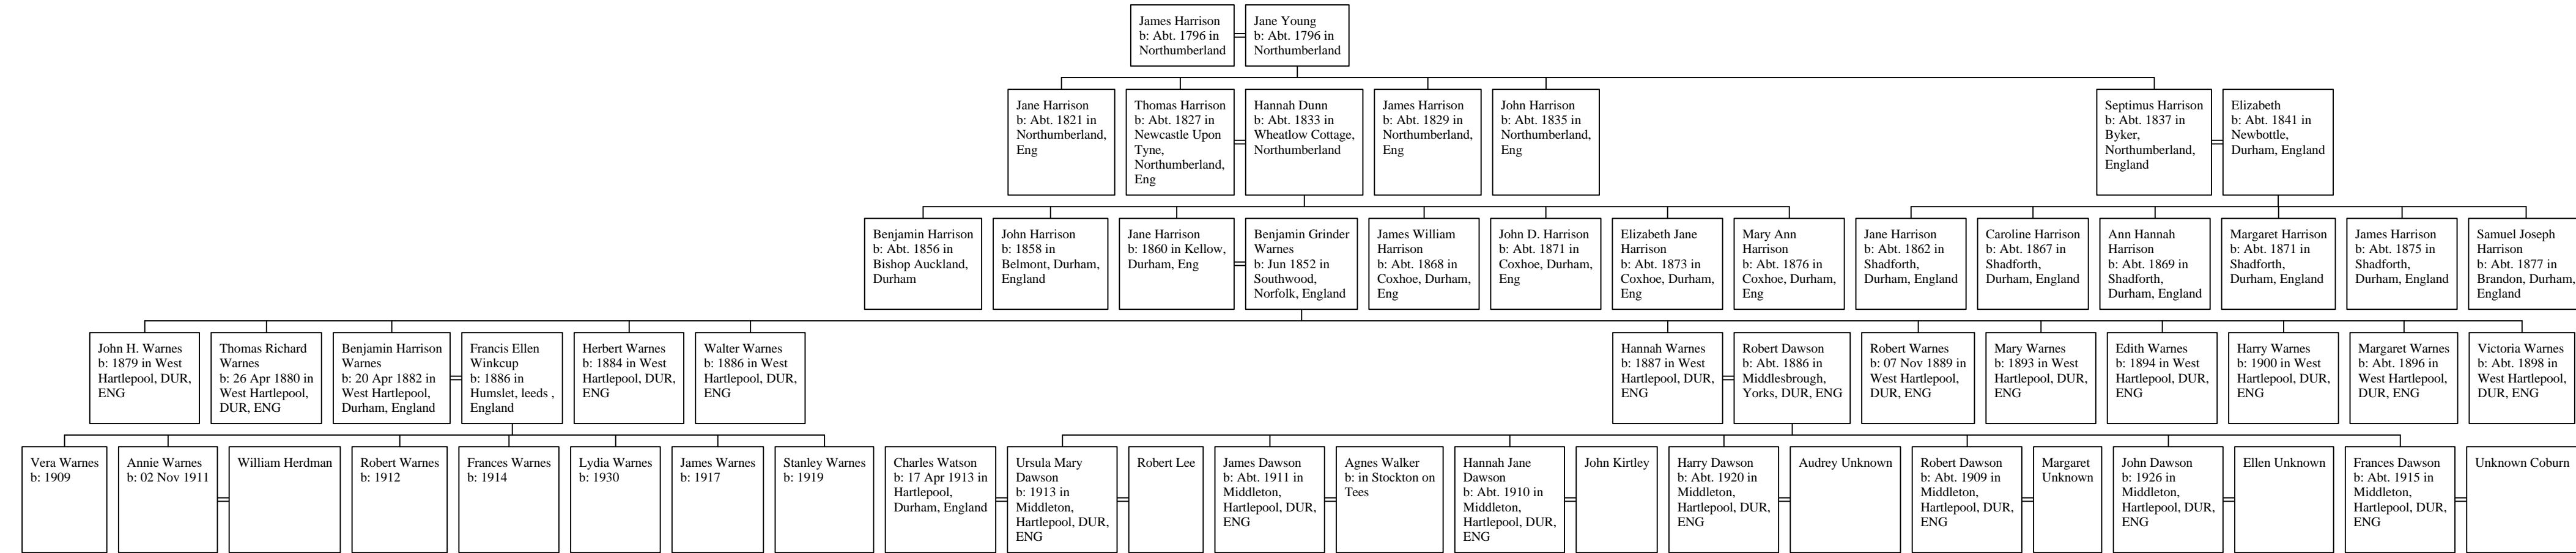 James Harrison
b: Abt. 1796 in
Northumberland
Jane Young
b: Abt. 1796 in
Northumberland
Jane Harrison
b: Abt. 1821 in
Northumberland,
Eng
Thomas Harrison
b: Abt. 1827 in
Newcastle Upon
Tyne,
Northumberland,
Eng
Hannah Dunn
b: Abt. 1833 in
Wheatlow Cottage,
Northumberland
James Harrison
b: Abt. 1829 in
Northumberland,
Eng
John Harrison
b: Abt. 1835 in
Northumberland,
Eng
Septimus Harrison
b: Abt. 1837 in
Byker,
Northumberland,
England
Elizabeth
b: Abt. 1841 in
Newbottle,
Durham, England
Benjamin Harrison
b: Abt. 1856 in
Bishop Auckland,
Durham
John Harrison
b: 1858 in
Belmont, Durham,
England
Jane Harrison
b: 1860 in Kellow,
Durham, Eng
Benjamin Grinder
Warnes
b: Jun 1852 in
Southwood,
Norfolk, England
James William
Harrison
b: Abt. 1868 in
Coxhoe, Durham,
Eng
John D. Harrison
b: Abt. 1871 in
Coxhoe, Durham,
Eng
Elizabeth Jane
Harrison
b: Abt. 1873 in
Coxhoe, Durham,
Eng
Mary Ann
Harrison
b: Abt. 1876 in
Coxhoe, Durham,
Eng
Jane Harrison
b: Abt. 1862 in
Shadforth,
Durham, England
Caroline Harrison
b: Abt. 1867 in
Shadforth,
Durham, England
Ann Hannah
Harrison
b: Abt. 1869 in
Shadforth,
Durham, England
Margaret Harrison
b: Abt. 1871 in
Shadforth,
Durham, England
James Harrison
b: Abt. 1875 in
Shadforth,
Durham, England
Samuel Joseph
Harrison
b: Abt. 1877 in
Brandon, Durham,
England
John H. Warnes
b: 1879 in West
Hartlepool, DUR,
ENG
Thomas Richard
Warnes
b: 26 Apr 1880 in
West Hartlepool,
DUR, ENG
Benjamin Harrison
Warnes
b: 20 Apr 1882 in
West Hartlepool,
Durham, England
Francis Ellen
Winkcup
b: 1886 in
Humslet, leeds ,
England
Herbert Warnes
b: 1884 in West
Hartlepool, DUR,
ENG
Walter Warnes
b: 1886 in West
Hartlepool, DUR,
ENG
Hannah Warnes
b: 1887 in West
Hartlepool, DUR,
ENG
Robert Dawson
b: Abt. 1886 in
Middlesbrough,
Yorks, DUR, ENG
Robert Warnes
b: 07 Nov 1889 in
West Hartlepool,
DUR, ENG
Mary Warnes
b: 1893 in West
Hartlepool, DUR,
ENG
Edith Warnes
b: 1894 in West
Hartlepool, DUR,
ENG
Harry Warnes
b: 1900 in West
Hartlepool, DUR,
ENG
Margaret Warnes
b: Abt. 1896 in
West Hartlepool,
DUR, ENG
Victoria Warnes
b: Abt. 1898 in
West Hartlepool,
DUR, ENG
Vera Warnes
b: 1909
Annie Warnes
b: 02 Nov 1911
William Herdman
Robert Warnes
b: 1912
Frances Warnes
b: 1914
Lydia Warnes
b: 1930
James Warnes
b: 1917
Stanley Warnes
b: 1919
Charles Watson
b: 17 Apr 1913 in
Hartlepool,
Durham, England
Ursula Mary
Dawson
b: 1913 in
Middleton,
Hartlepool, DUR,
ENG
Robert Lee
James Dawson
b: Abt. 1911 in
Middleton,
Hartlepool, DUR,
ENG
Agnes Walker
b: in Stockton on
Tees
Hannah Jane
Dawson
b: Abt. 1910 in
Middleton,
Hartlepool, DUR,
ENG
John Kirtley
Harry Dawson
b: Abt. 1920 in
Middleton,
Hartlepool, DUR,
ENG
Audrey Unknown
Robert Dawson
b: Abt. 1909 in
Middleton,
Hartlepool, DUR,
ENG
Margaret
Unknown
John Dawson
b: 1926 in
Middleton,
Hartlepool, DUR,
ENG
Ellen Unknown
Frances Dawson
b: Abt. 1915 in
Middleton,
Hartlepool, DUR,
ENG
Unknown Coburn